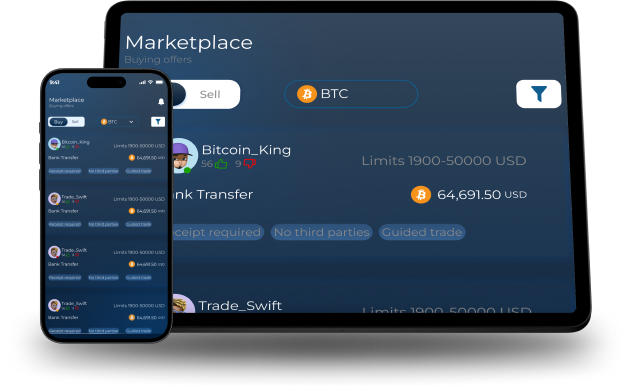 Marketplace
Buying offers
Sell
BTC
Bitcoin_King
56 9
Limits 1900-50000 USD
Bank Transfer
64,691.50 USD
Receipt required No third parties Guided trade
Trade_Swift
Limits 1900-50000 USD
9:41
Marketplace
Buying offers
Buy Sell
BTC
Bitcoin_King
Limits 1900-50000 USD
Bank Transfer
64,691.50 USD
Receipt required No third parties Guided trade
Trade_Swift
Limits 1900-50000 USD
Bank Transfer
64,691.50 USD
Receipt required No third parties Guided trade
Trade_Swift
Limits 1900-50000 USD
Bank Transfer
64,691.50 USD
Receipt required No third parties Guided trade
Trade_Swift
Limits 1900-50000 USD
Bank Transfer
64,691.50 USD
Receipt required No third parties Guided trade